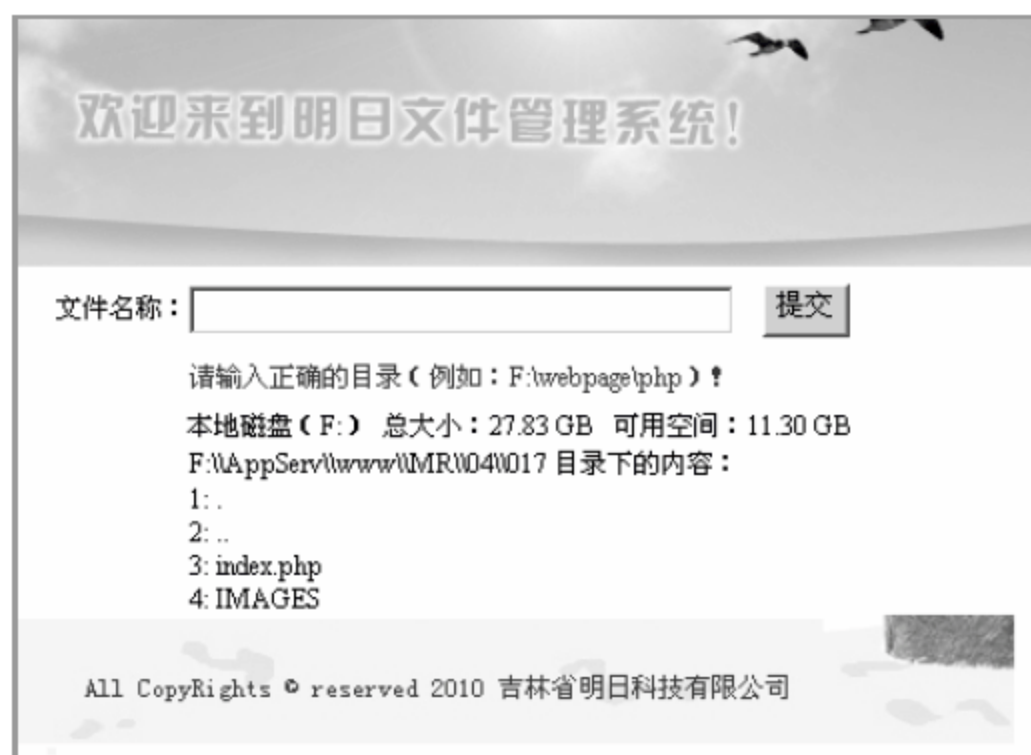 欢迎来到明日文件管理系统!
文件名称： 提交
请输入正确的目录(例如：F:\webpage\php)！
本地磁盘(F:) 总大小：27.83 GB 可用空间：11.30 GB
F:\\AppServ\\www\\MR\\04\\017 目录下的内容：
1: .
2: ..
3: index.php
4: IMAGES
All CopyRights © reserved 2010 吉林省明日科技有限公司